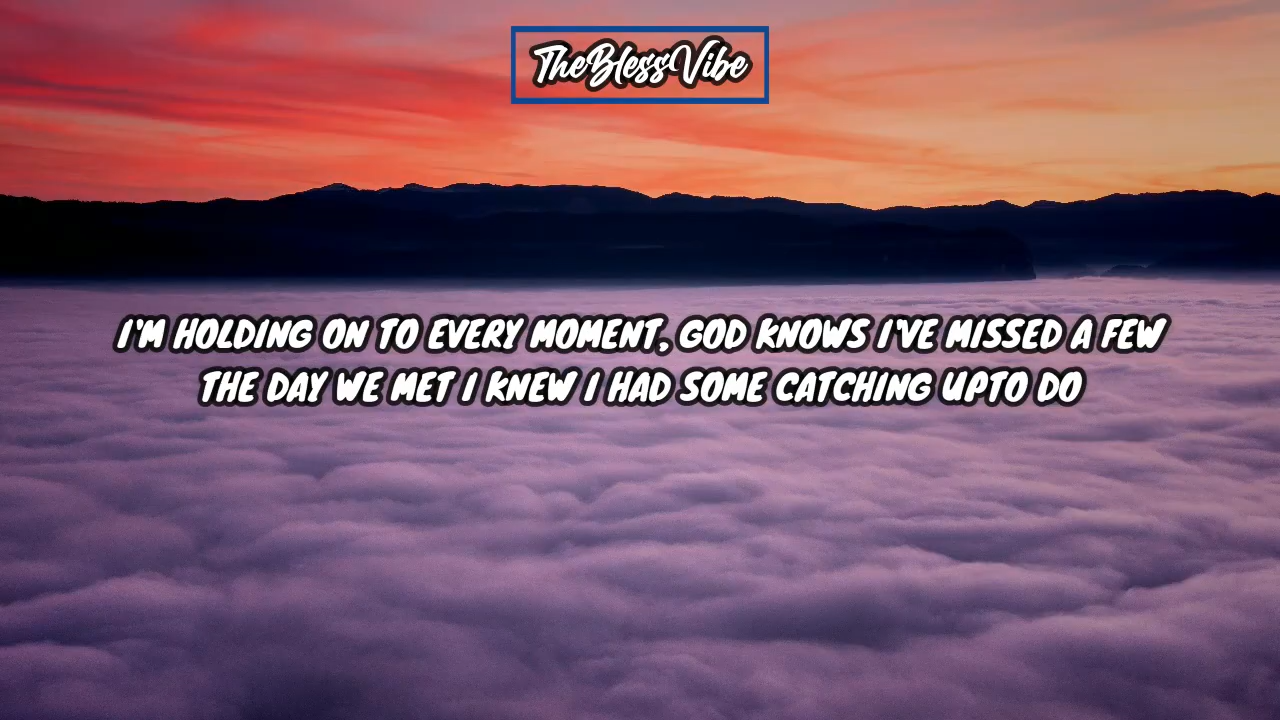 TheBlessVibe
I'M HOLDING ON TO EVERY MOMENT, GOD KNOWS I'VE MISSED A FEW
THE DAY WE MET I KNEW I HAD SOME CATCHING UPTO DO